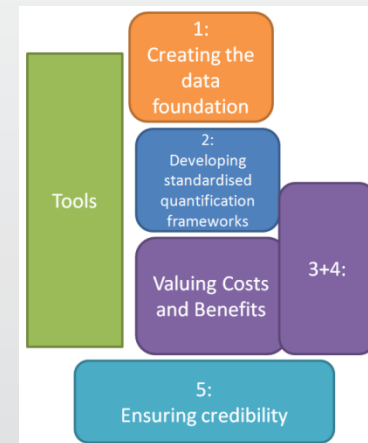 1:
Creating the
data
foundation
2:
Developing
standardised
quantification
frameworks
Tools
Valuing Costs
and Benefits
3+4:
5:
Ensuring credibility